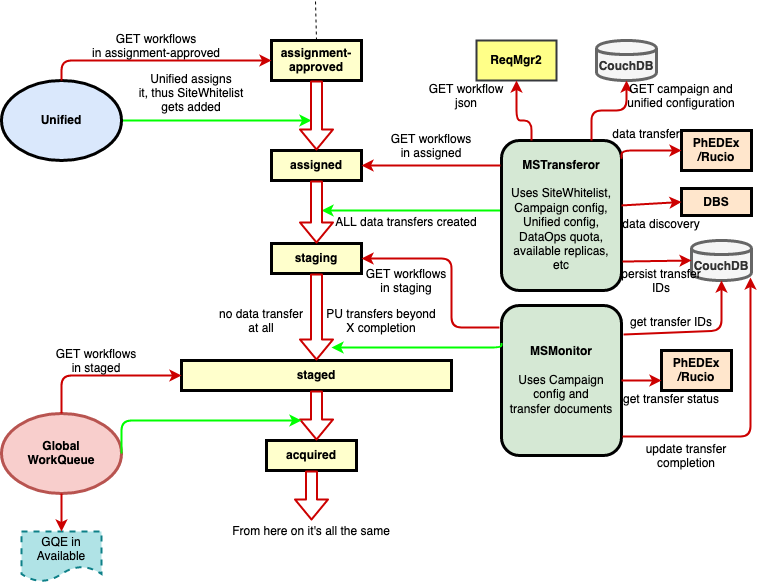 GET workflows
in assignment-approved
assignment-
approved
ReqMgr2
CouchDB
Unified assigns
it, thus SiteWhitelist
gets added
GET workflow
json
GET campaign and
unified configuration
Unified
GET workflows
in assigned
data transfer
PhEDEx
/Rucio
assigned
MSTransferor
Uses SiteWhitelist,
Campaign config,
Unified config,
DataOps quota,
available replicas,
etc
DBS
data discovery
ALL data transfers created
staging
GET workflows
in staging
CouchDB
persist transfer
IDs
no data transfer
at all
PU transfers beyond
X completion
get transfer IDs
GET workflows
in staged
MSMonitor
Uses Campaign
config and
transfer documents
PhEDEx
/Rucio
get transfer status
staged
Global
WorkQueue
acquired
update transfer
completion
From here on it's all the same
GQE in
Available